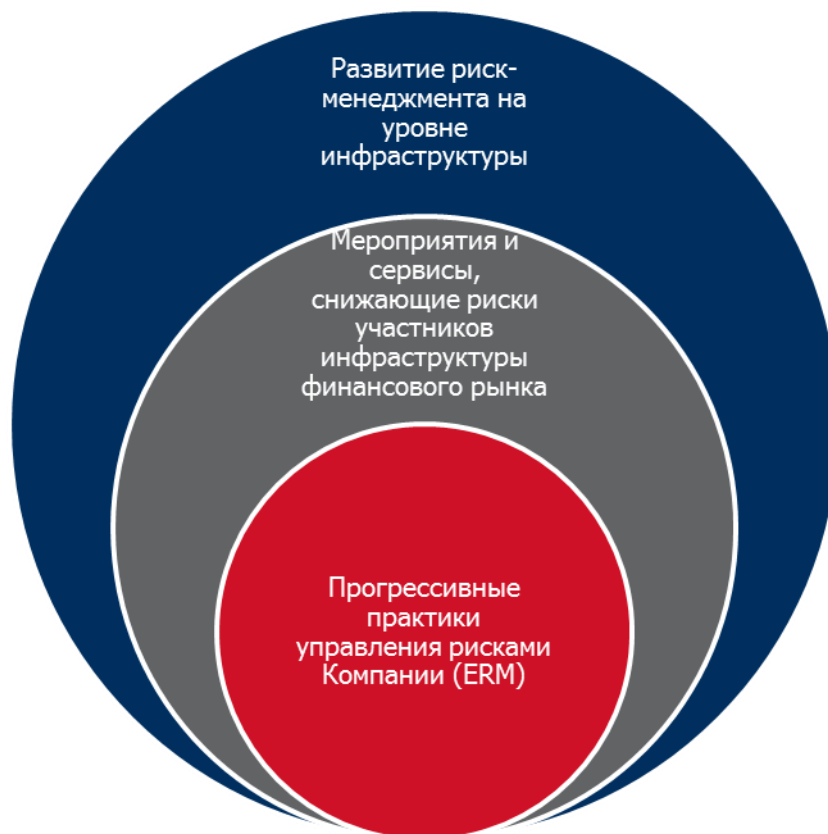 Развитие риск-
менеджмента на
уровне
инфраструктуры
Мероприятия и
сервисы,
снижающие риски
участников
инфраструктуры
финансового рынка
Прогрессивные
практики
управления рисками
Компании (ERM)